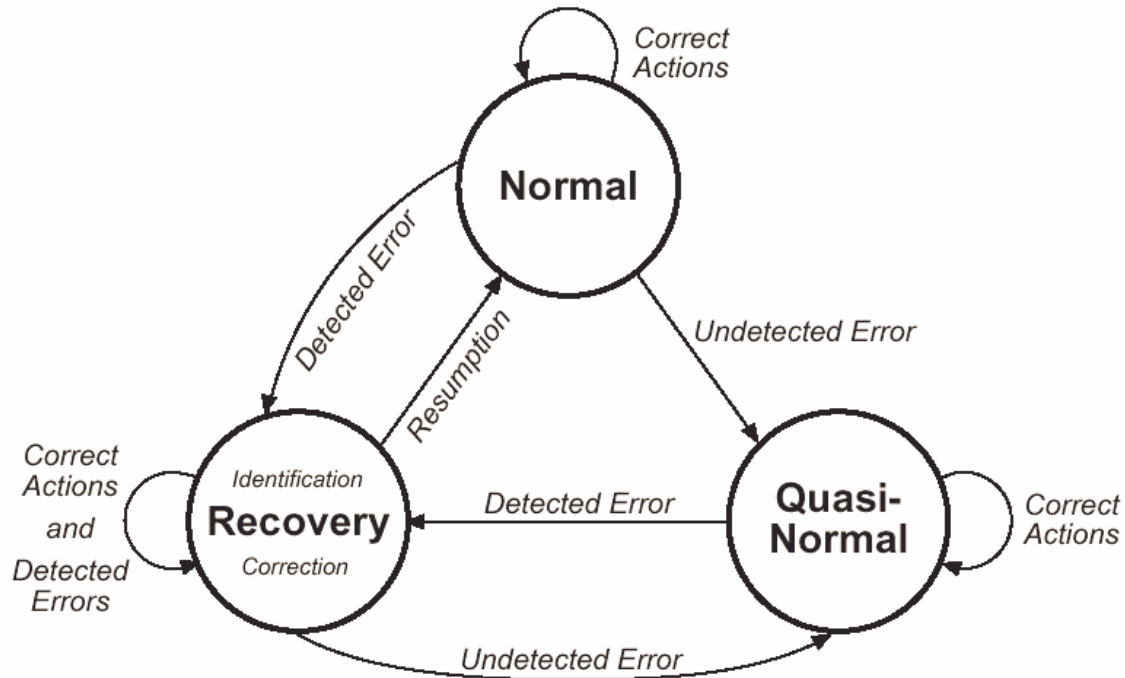 Correct
Actions
Normal
Detected Error
Resumption
Undetected Error
Correct
Actions
and
Detected
Errors
Identification
Recovery
Correction
Detected Error
Quasi-
Normal
Correct
Actions
Undetected Error